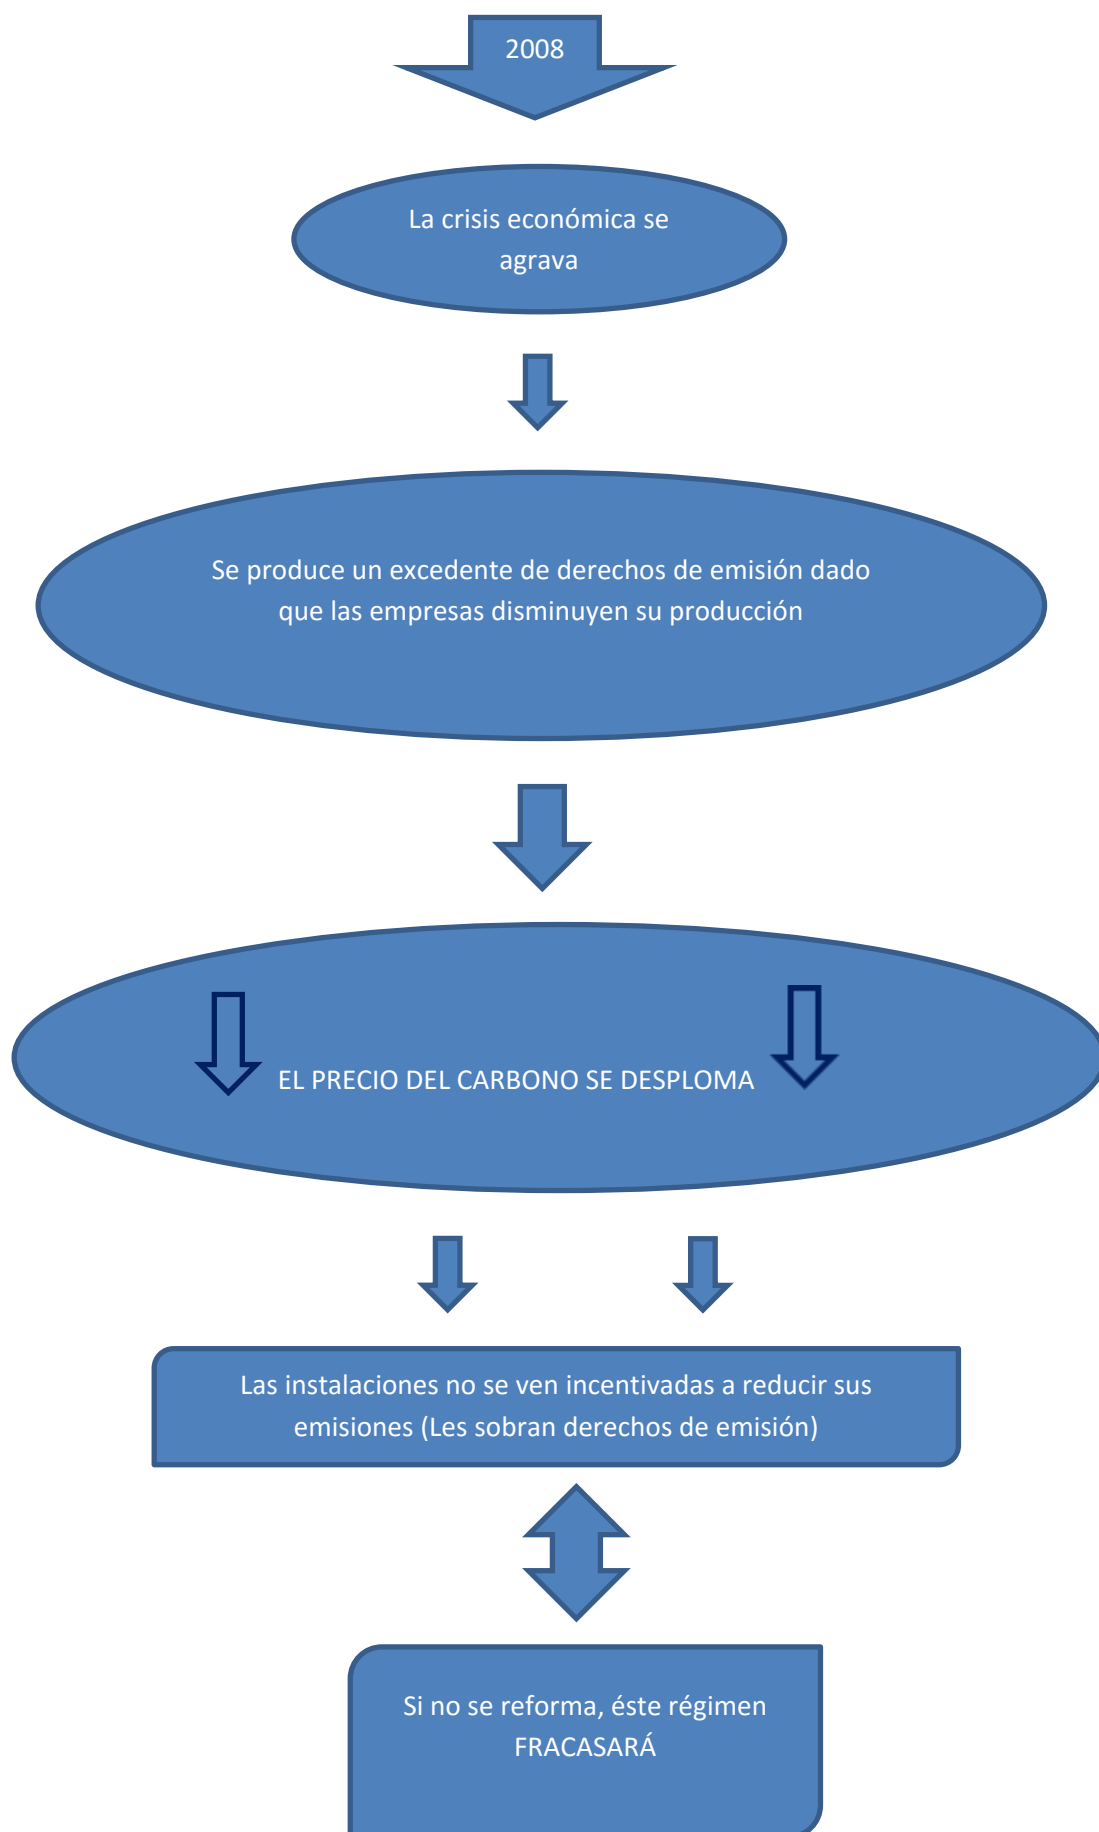 2008
La crisis económica se
agrava
Se produce un excedente de derechos de emisión dado
que las empresas disminuyen su producción
EL PRECIO DEL CARBONO SE DESPLOMA
Las instalaciones no se ven incentivadas a reducir sus
emisiones (Les sobran derechos de emisión)
Si no se reforma, éste régimen
FRACASARÁ